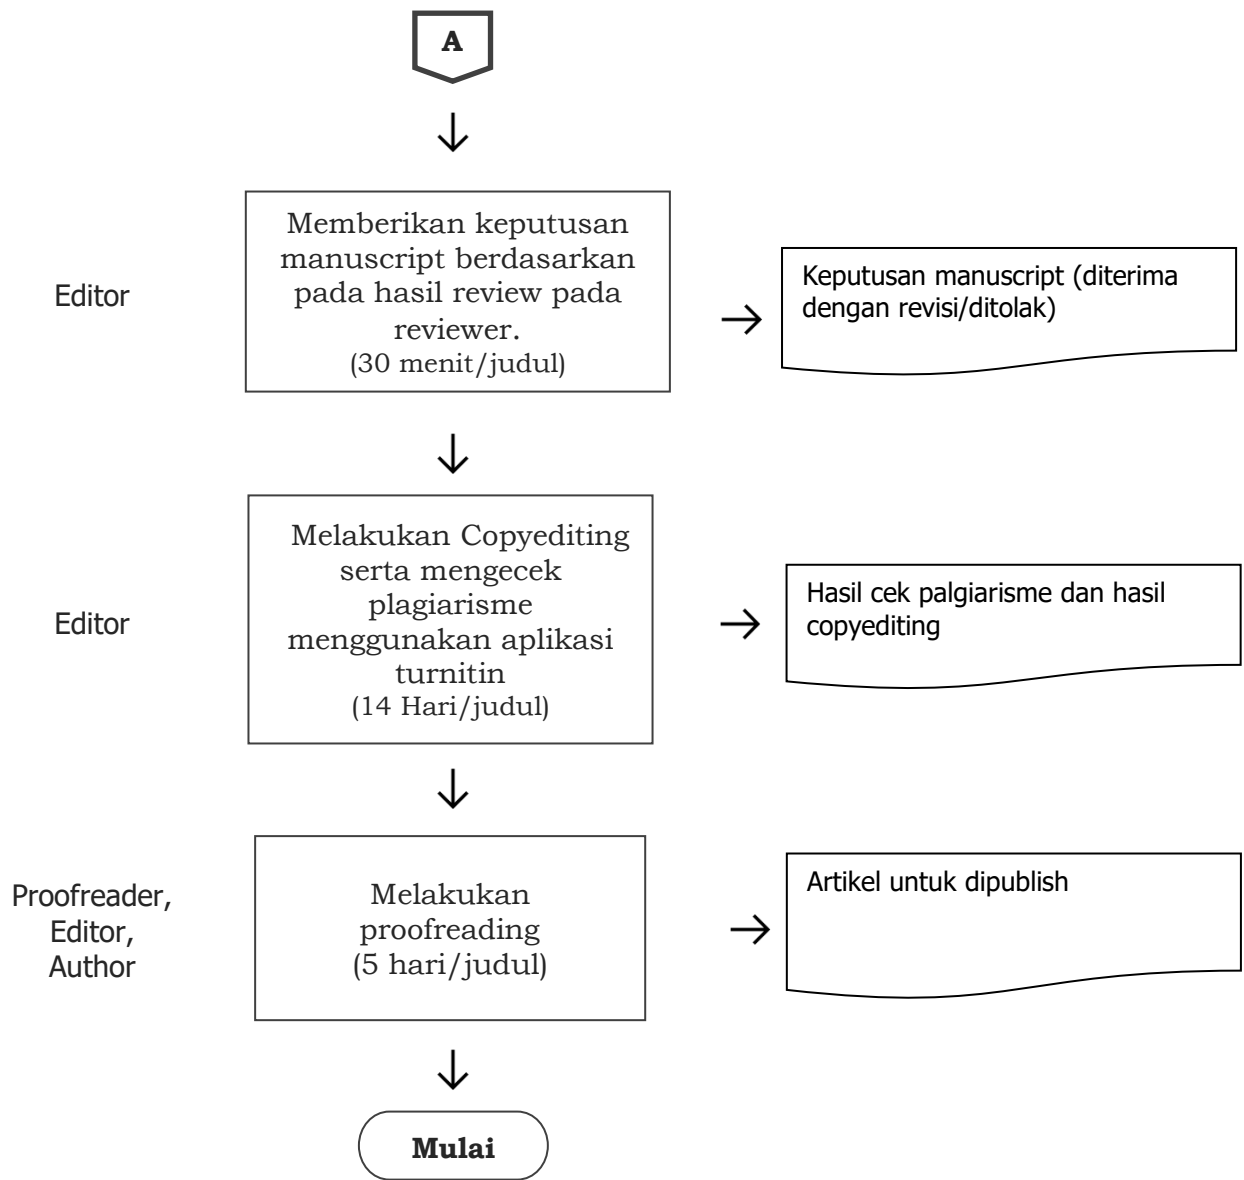 A
Editor
Memberikan keputusan
manuscript berdasarkan
pada hasil review pada
reviewer.
(30 menit/judul)
Keputusan manuscript (diterima
dengan revisi/ditolak)
Editor
Melakukan Copyediting
serta mengecek
plagiarisme
menggunakan aplikasi
turnitin
(14 Hari/judul)
Hasil cek palgiarisme dan hasil
copyediting
Proofreader,
Editor,
Author
Melakukan
proofreading
(5 hari/judul)
Artikel untuk dipublish
Mulai